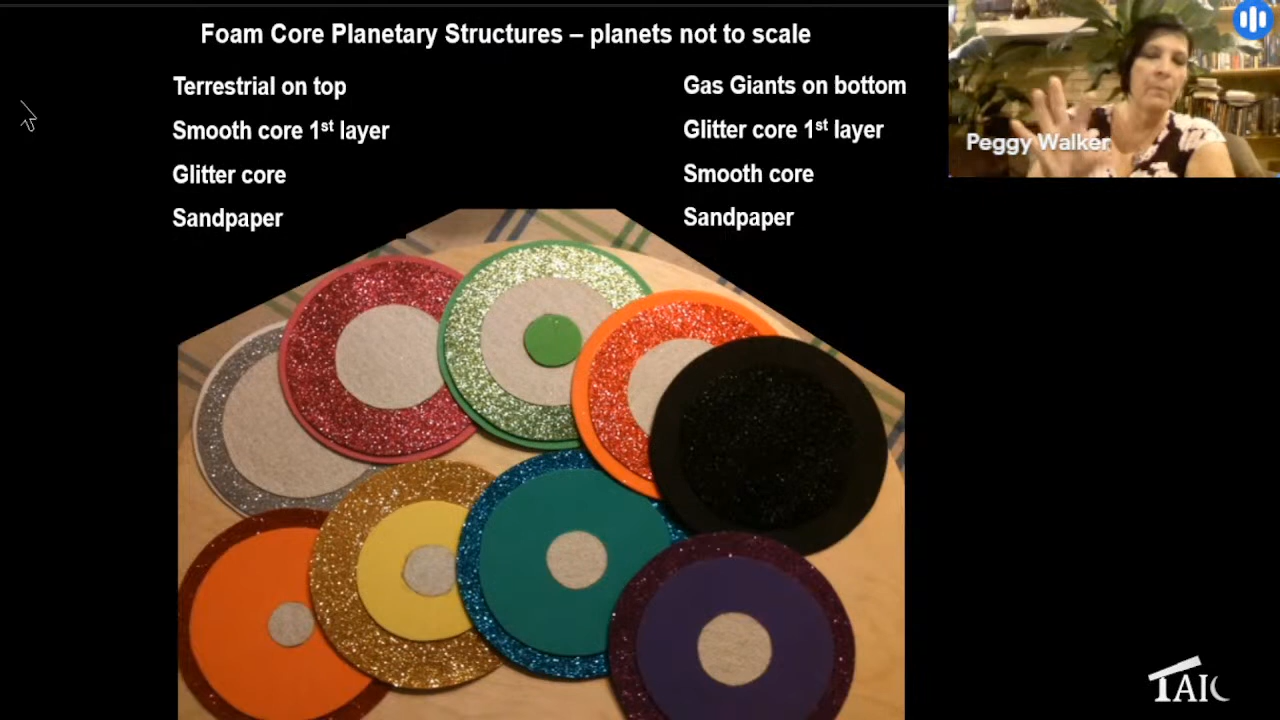 Foam Core Planetary Structures – planets not to scale
Terrestrial on top
Smooth core 1st layer
Glitter core
Sandpaper
Gas Giants on bottom
Glitter core 1st layer
Smooth core
Sandpaper
Peggy Walker
TAIC